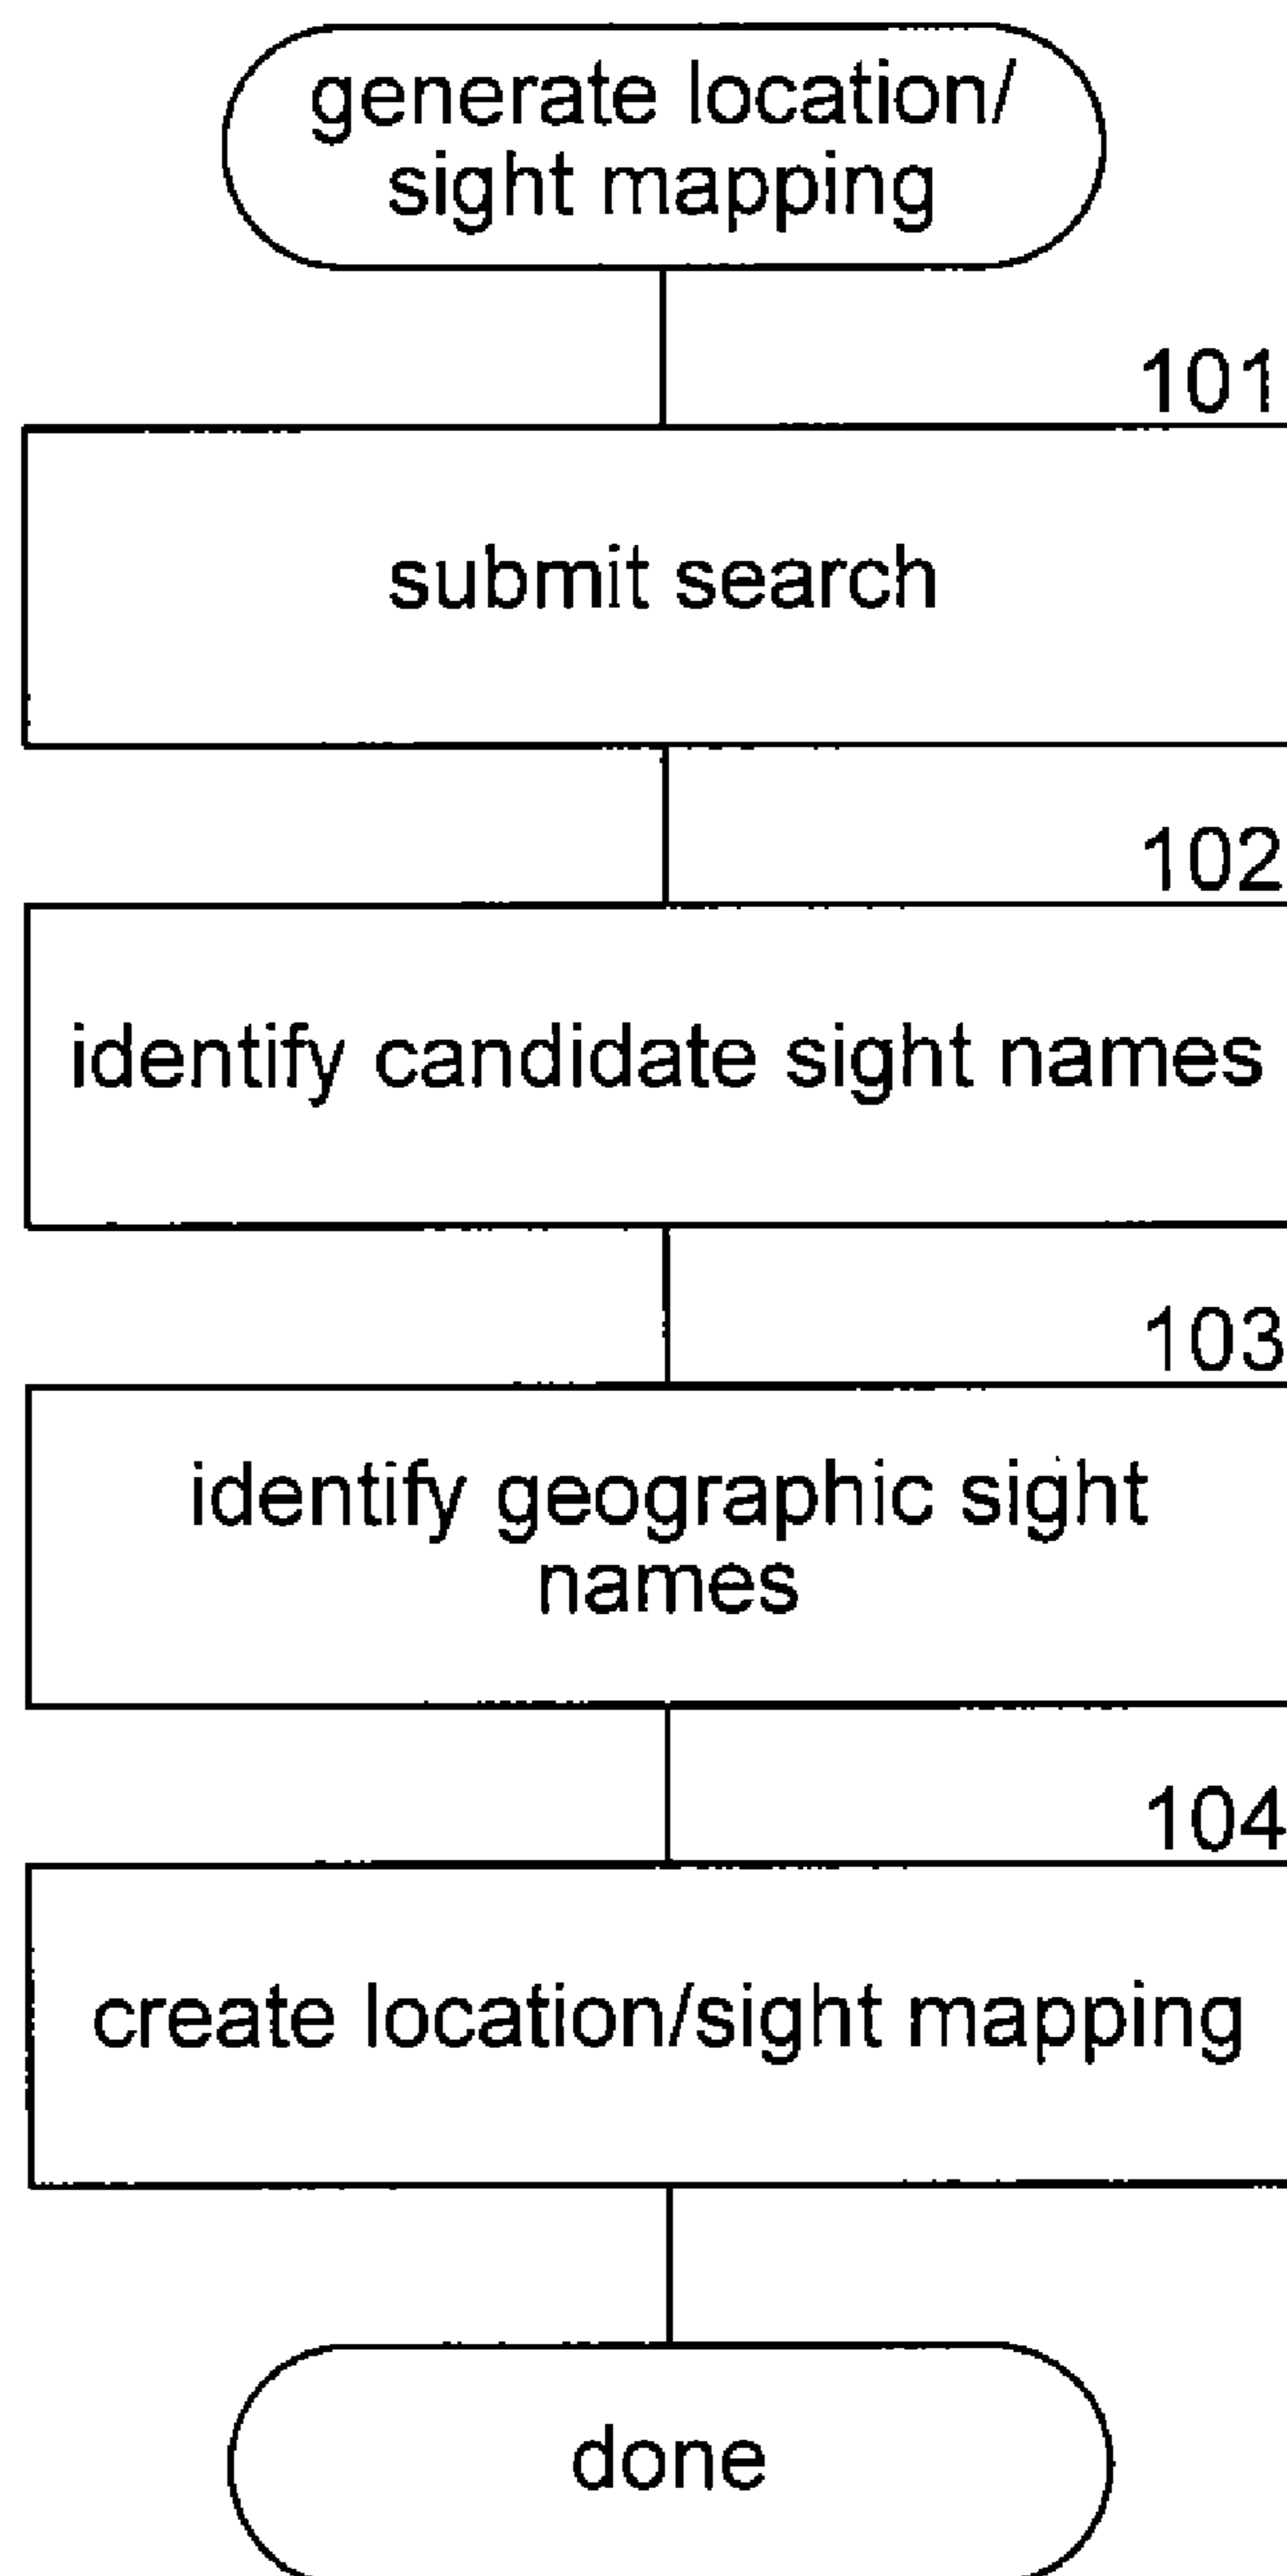 generate location/
sight mapping
101
submit search
102
identify candidate sight names
103
identify geographic sight
names
104
create location/sight mapping
done